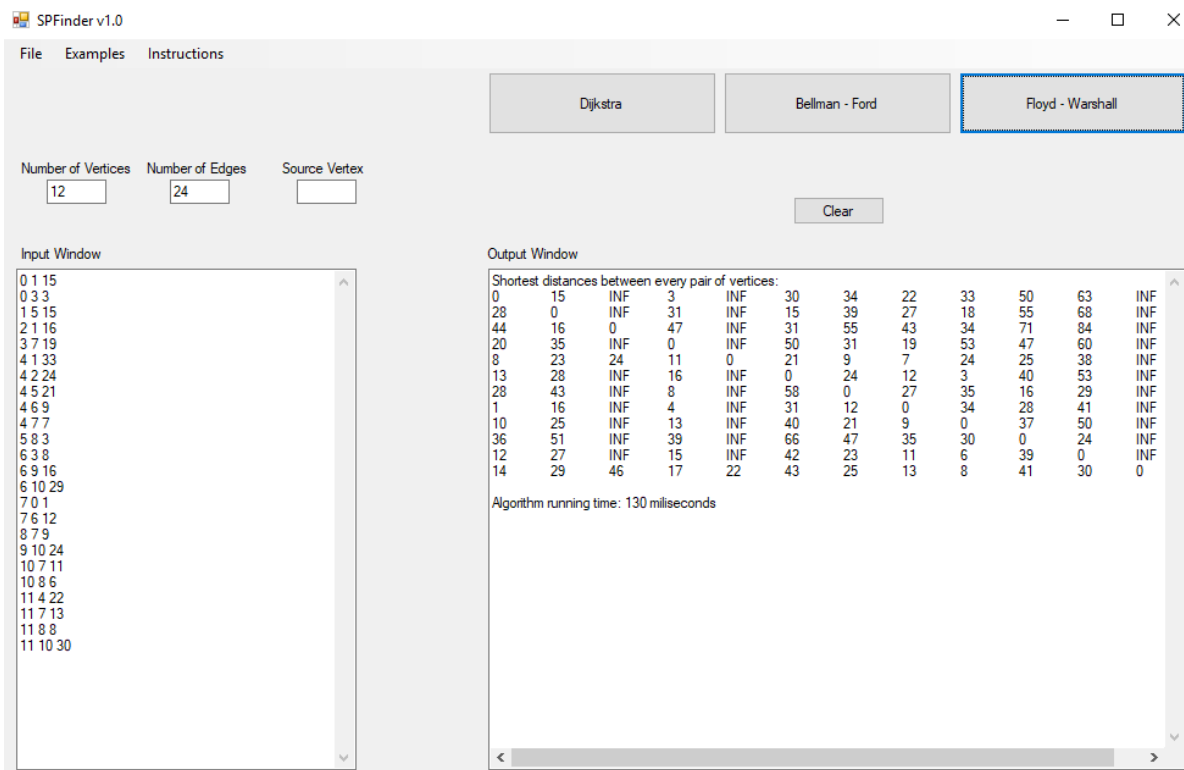 SPFinder v1.0
File Examples Instructions
Dijkstra Bellman - Ford Floyd - Warshall
Number of Vertices Number of Edges Source Vertex
12 24
Clear
Input Window
0 1 15
0 3 3
1 5 15
2 1 16
3 7 19
4 1 33
4 2 24
4 5 21
4 6 9
4 7 7
5 8 3
6 3 8
6 9 16
6 10 29
7 0 1
7 6 12
8 7 9
9 10 24
10 7 11
10 8 6
11 4 22
11 7 13
11 8 8
11 10 30
Output Window
Shortest distances between every pair of vertices:
0 15 INF 3 INF 30 34 22 33 50 63 INF
28 0 INF 31 INF 15 39 27 18 55 68 INF
44 16 0 47 INF 31 55 43 34 71 84 INF
20 35 INF 0 INF 50 31 19 53 47 60 INF
8 23 24 11 0 21 9 7 24 25 38 INF
13 28 INF 16 INF 0 24 12 3 40 53 INF
28 43 INF 8 INF 58 0 27 35 16 29 INF
1 16 INF 4 INF 31 12 0 34 28 41 INF
10 25 INF 13 INF 40 21 9 0 37 50 INF
36 51 INF 39 INF 66 47 35 30 0 24 INF
12 27 INF 15 INF 42 23 11 6 39 0 INF
14 29 46 17 22 43 25 13 8 41 30 0
Algorithm running time: 130 miliseconds